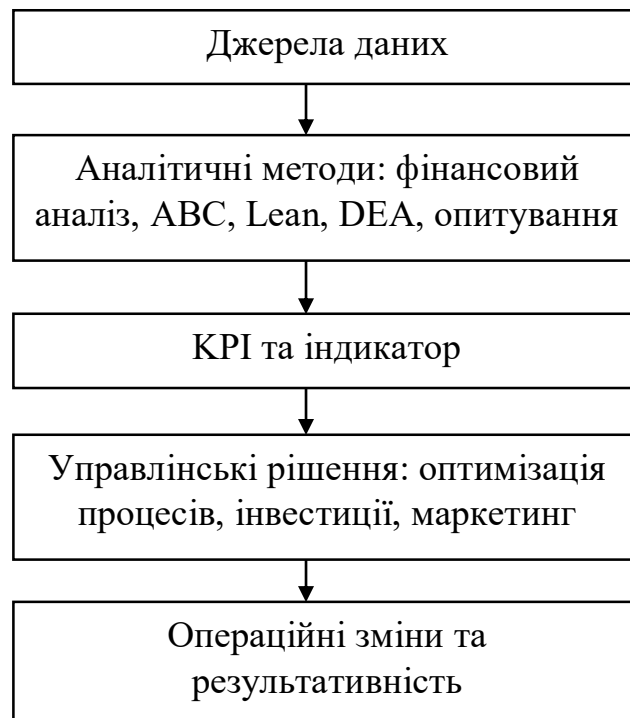 Джерела даних
Аналітичні методи: фінансовий
аналіз, ABC, Lean, DEA, опитування
KPI та індикатор
Управлінські рішення: оптимізація
процесів, інвестиції, маркетинг
Операційні зміни та
результативність